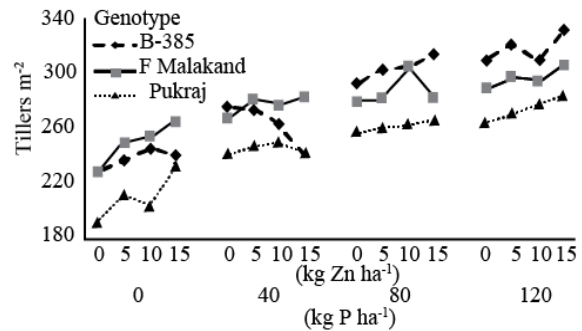 Genotype
B-385
F Malakand
Pukraj
Tillers m-²
340
300
260
220
180
0 5 10 15 0 5 10 15 0 5 10 15 0 5 10 15
(kg Zn ha-¹)
0 40 80 120
(kg P ha-¹)